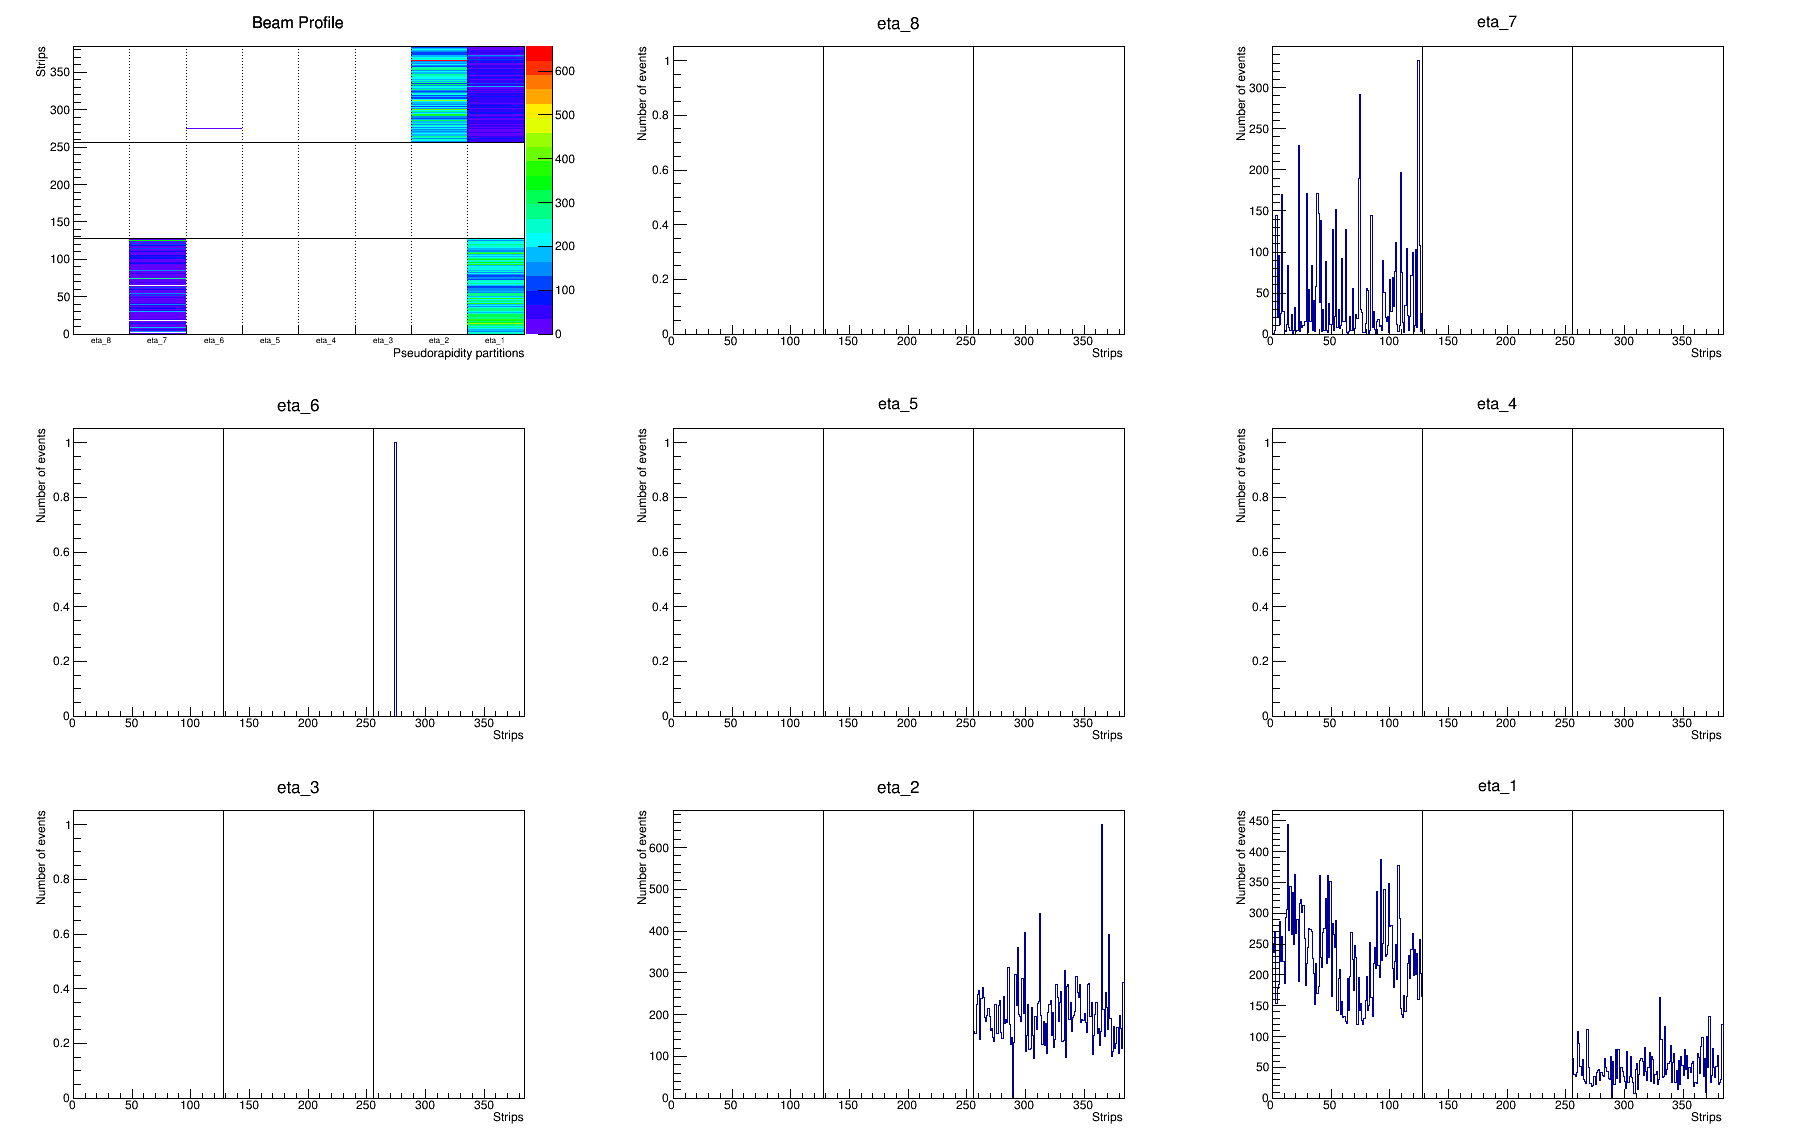 Beam Profile
Strips
350
300
250
200
150
100
50
0
eta_8 eta_7 eta_6 eta_5 eta_4 eta_3 eta_2 eta_1
Pseudorapidity partitions
600
500
400
300
200
100
0
eta_8
Number of events
1
0.8
0.6
0.4
0.2
0
0 50 100 150 200 250 300 350
Strips
eta_7
Number of events
300
250
200
150
100
50
0
0 50 100 150 200 250 300 350
Strips
eta_6
Number of events
1
0.8
0.6
0.4
0.2
0
0 50 100 150 200 250 300 350
Strips
eta_5
Number of events
1
0.8
0.6
0.4
0.2
0
0 50 100 150 200 250 300 350
Strips
eta_4
Number of events
1
0.8
0.6
0.4
0.2
0
0 50 100 150 200 250 300 350
Strips
eta_3
Number of events
1
0.8
0.6
0.4
0.2
0
0 50 100 150 200 250 300 350
Strips
eta_2
Number of events
600
500
400
300
200
100
0
0 50 100 150 200 250 300 350
Strips
eta_1
Number of events
450
400
350
300
250
200
150
100
50
0
0 50 100 150 200 250 300 350
Strips